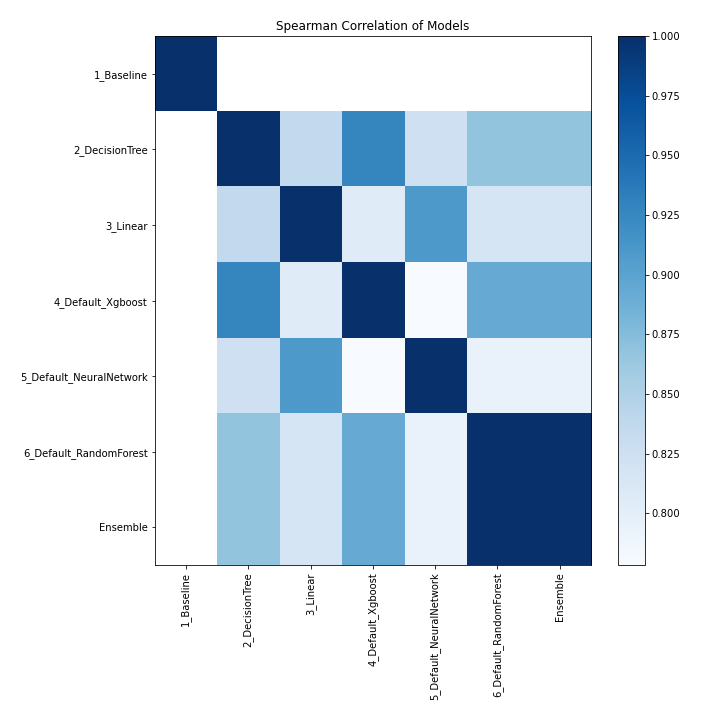 Spearman Correlation of Models
1_Baseline
2_DecisionTree
3_Linear
4_Default_Xgboost
5_Default_NeuralNetwork
6_Default_RandomForest
Ensemble
1_Baseline
2_DecisionTree
3_Linear
4_Default_Xgboost
5_Default_NeuralNetwork
6_Default_RandomForest
Ensemble
1.000
0.975
0.950
0.925
0.900
0.875
0.850
0.825
0.800